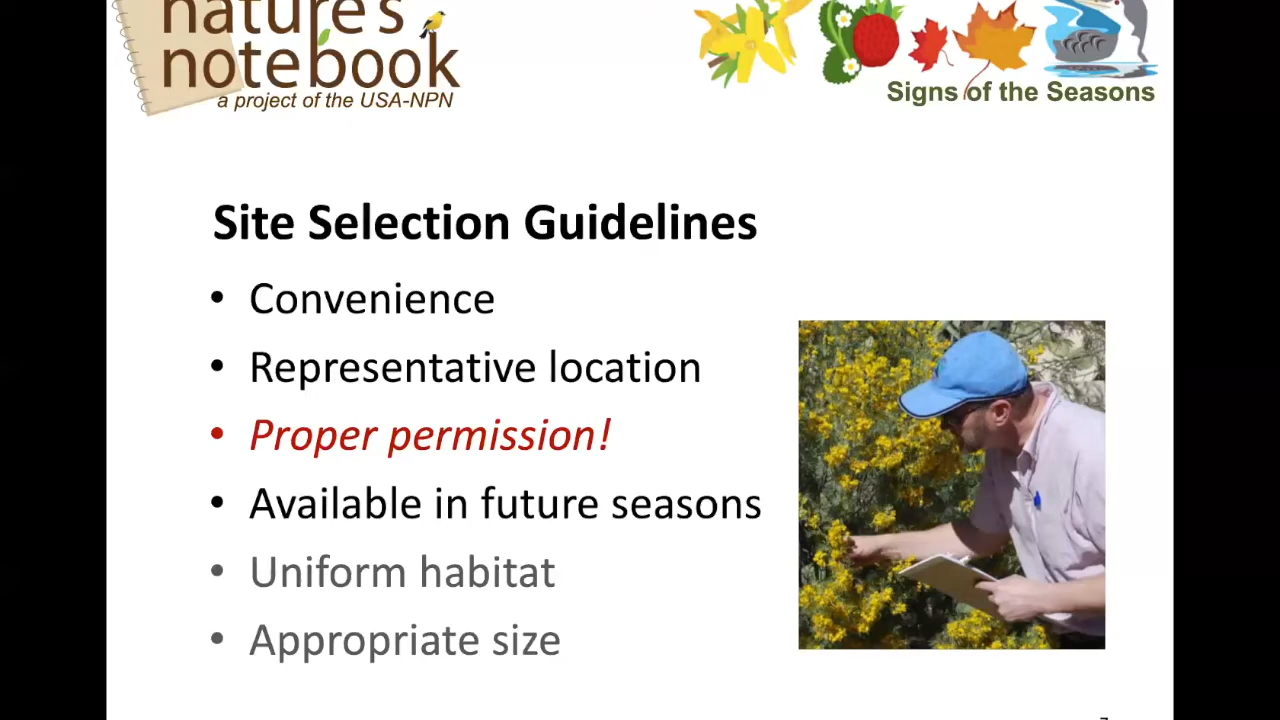 nature's
notebook
a project of the USA-NPN
Signs of the Seasons
Site Selection Guidelines
• Convenience
• Representative location
• Proper permission!
• Available in future seasons
• Uniform habitat
• Appropriate size